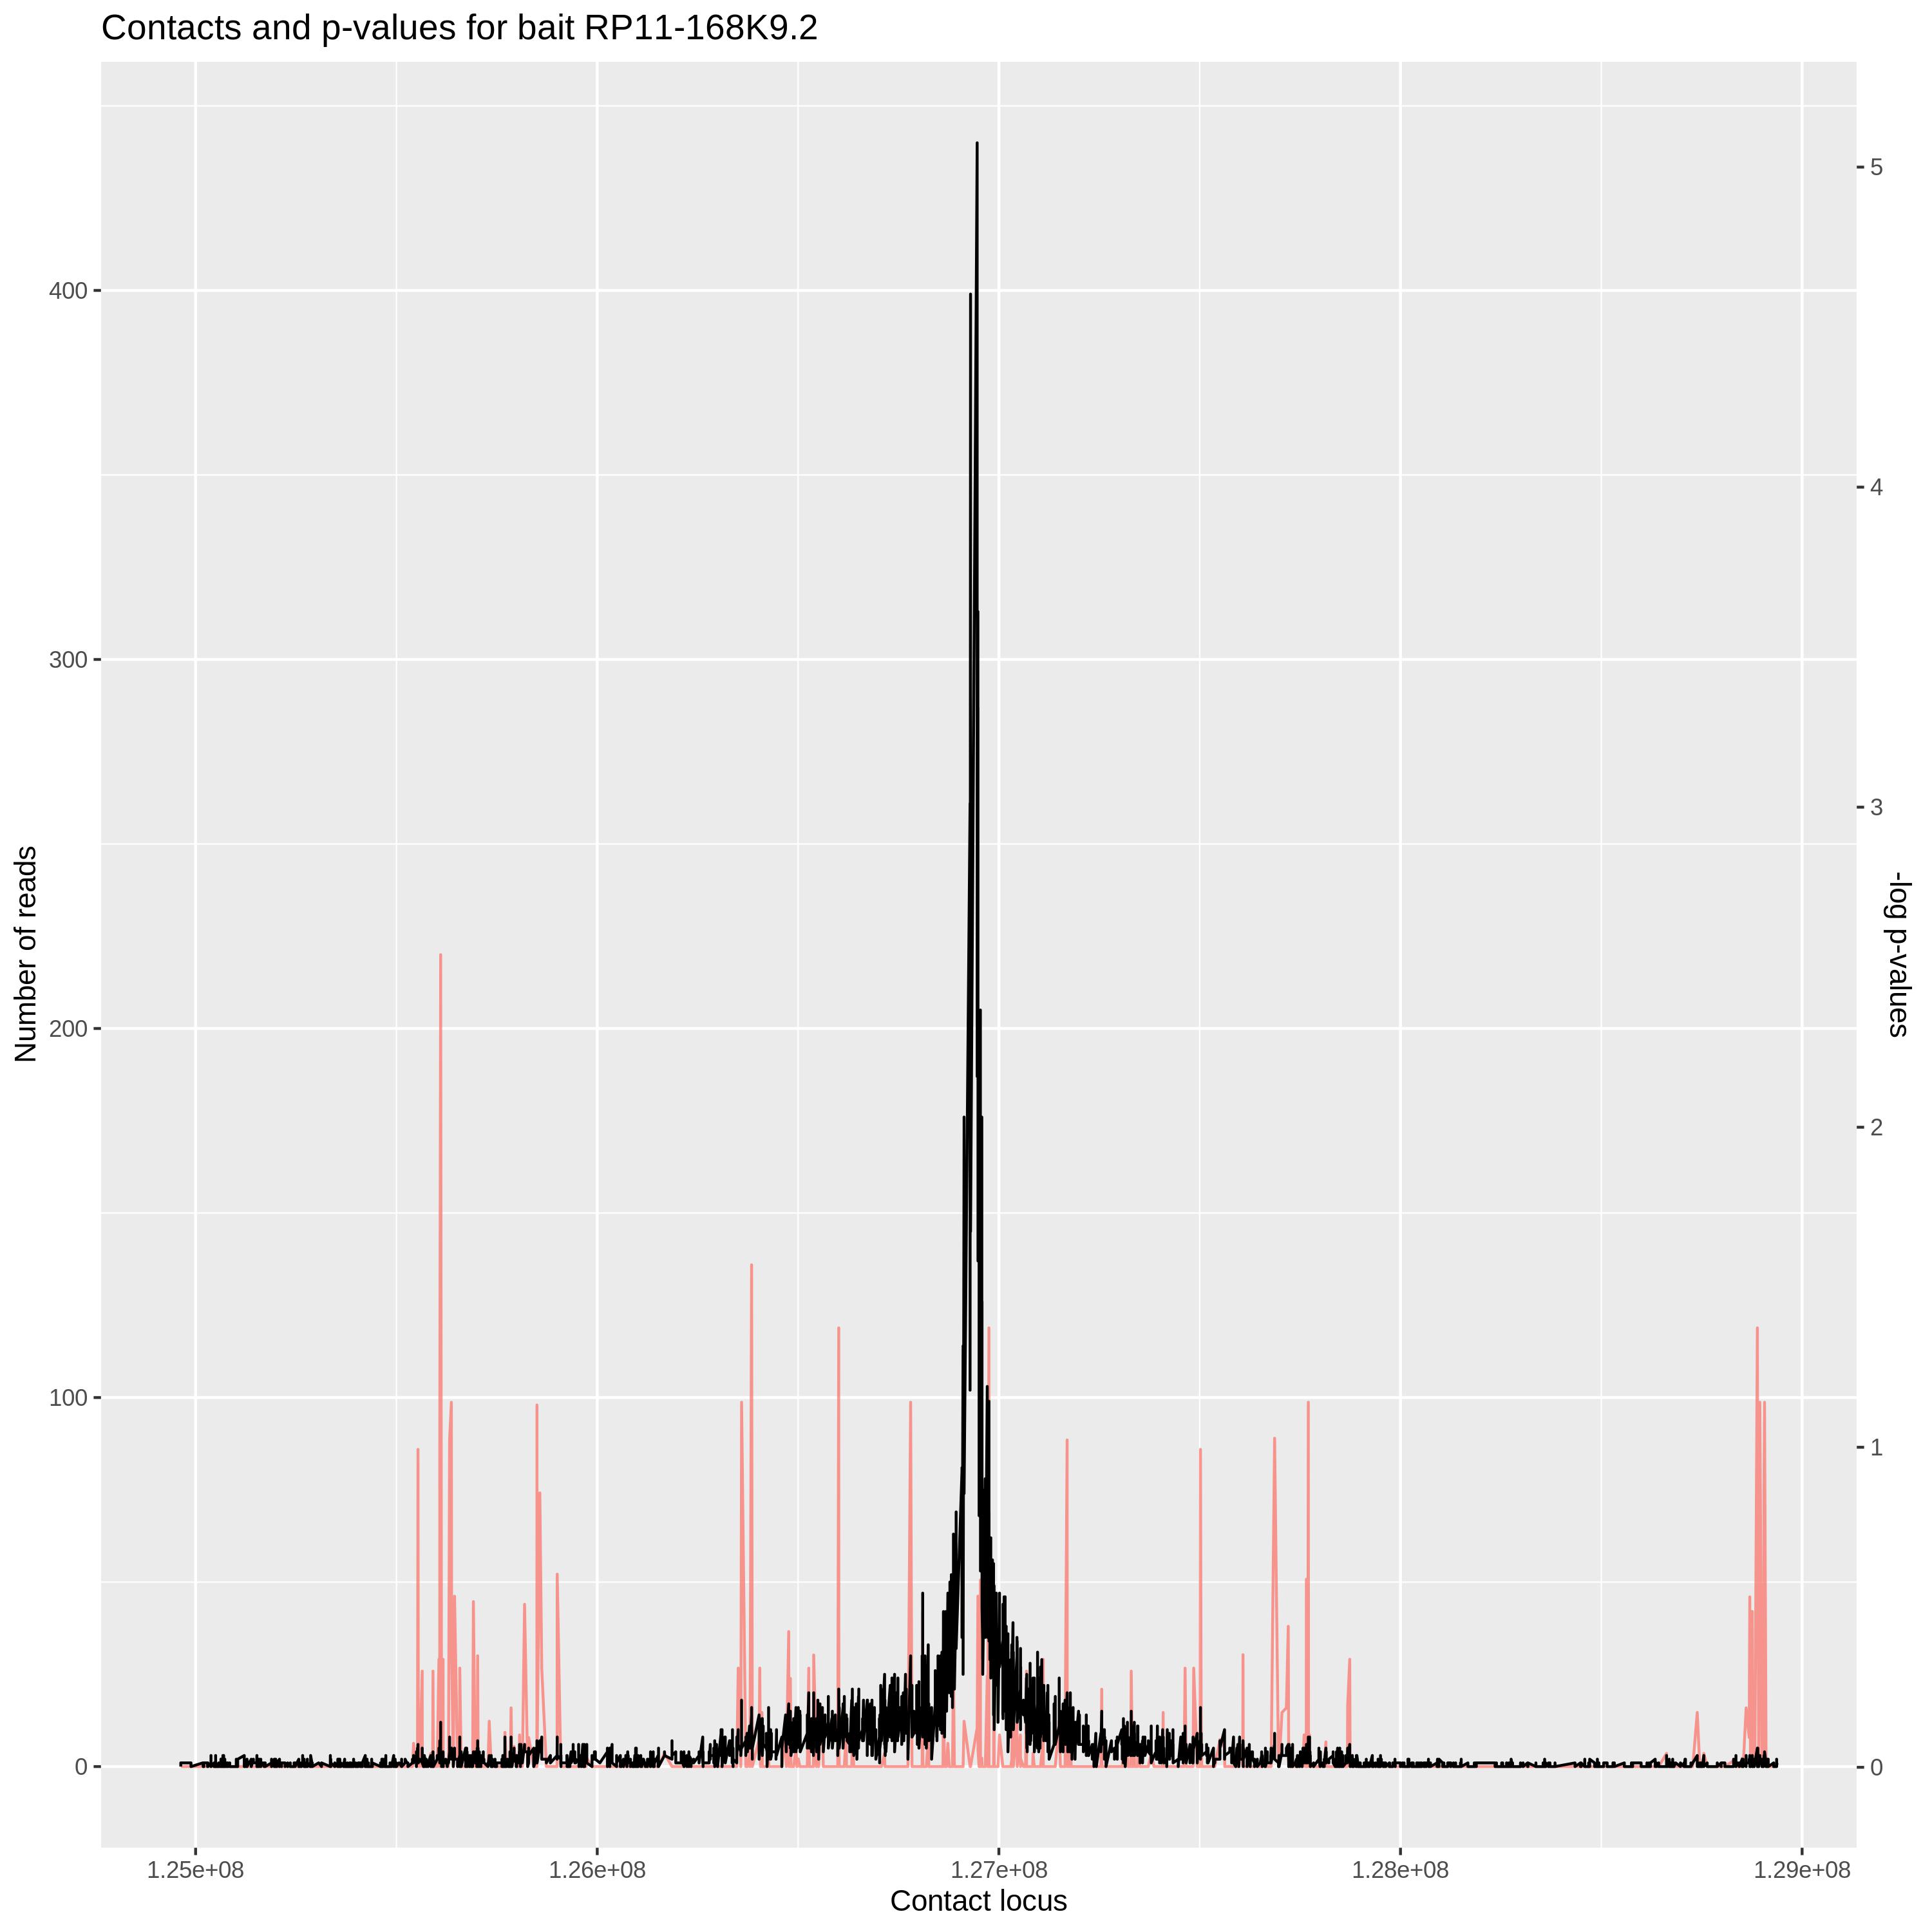 Contacts and p-values for bait RP11-168K9.2
400
300
200
100
0
Number of reads
5
4
3
2
1
0
-log p-values
1.25e+08
1.26e+08
1.27e+08
1.28e+08
1.29e+08
Contact locus